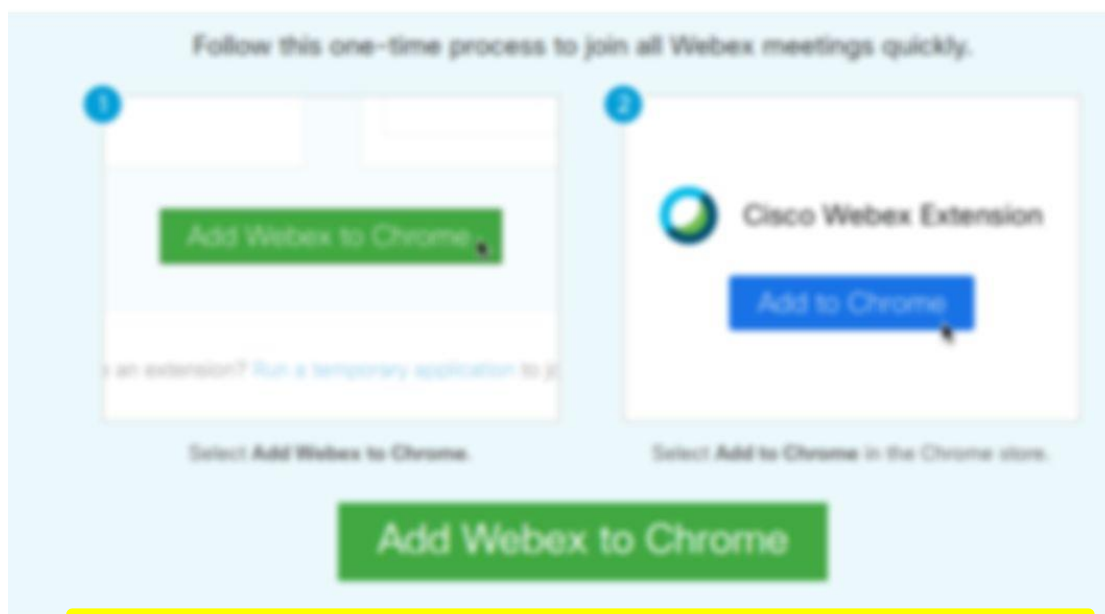 Follow this one-time process to join all Webex meetings quickly.
1
Add Webex to Chrome
an extension? Run a temporary application to
Select Add Webex to Chrome.
2
Cisco Webex Extension
Add to Chrome
Select Add to Chrome in the Chrome store.
Add Webex to Chrome